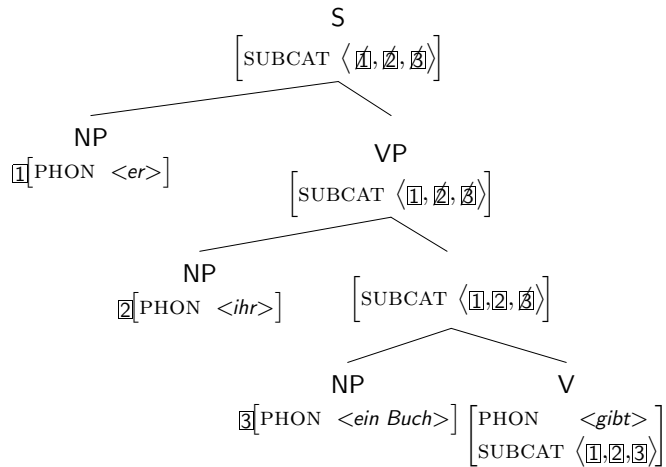 S
[SUBCAT ⟨1̸, 2̸, 3̸⟩]
NP
1[PHON <er>]
VP
[SUBCAT ⟨1, 2̸, 3̸⟩]
NP
2[PHON <ihr>]
[SUBCAT ⟨1,2, 3̸⟩]
NP
3[PHON <ein Buch>]
V
[PHON <gibt>
SUBCAT ⟨1,2,3⟩]